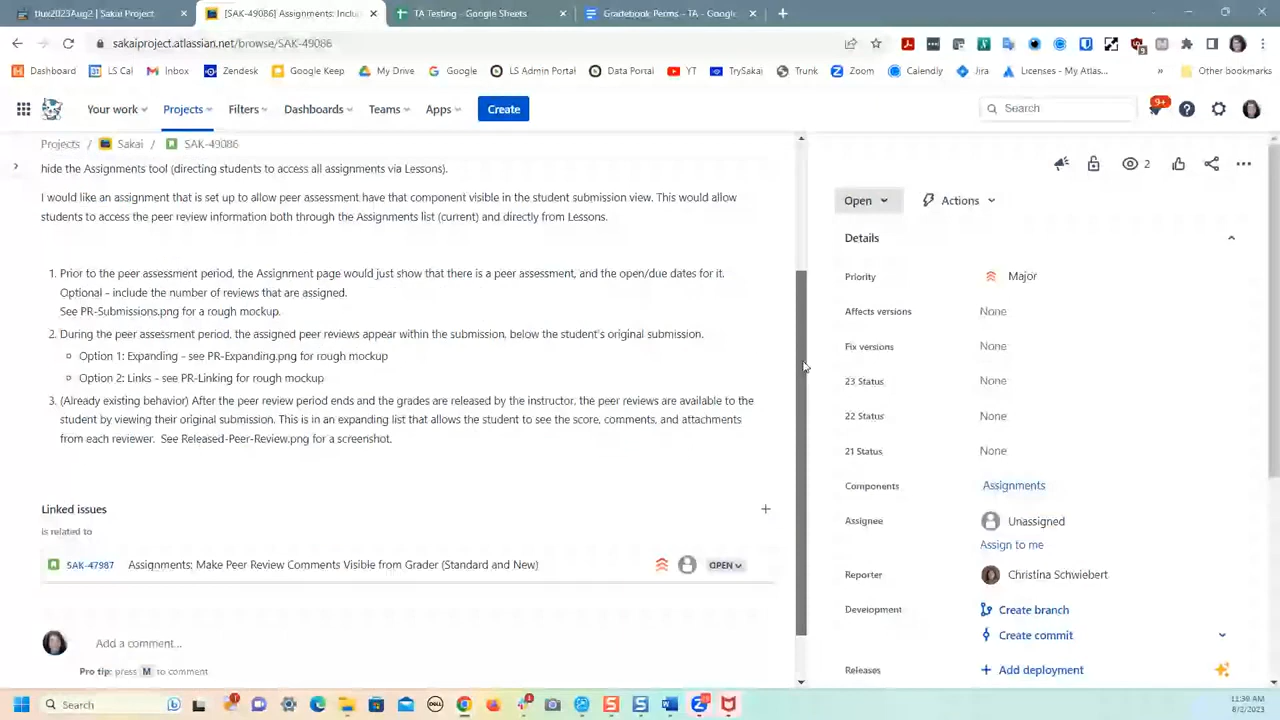 tlux2023Aug2 | Sakai Project
[SAK-49086] Assignments: Inclu
TA Testing - Google Sheets
Gradebook Perms - TA - Google
sakaiproject.atlassian.net/browse/SAK-49086
Dashboard
LS Cal
Inbox
Zendesk
Google Keep
My Drive
Google
LS Admin Portal
Data Portal
YT
TrySakai
Trunk
Zoom
Calendly
Jira
Licenses - My Atlas...
Other bookmarks
Your work
Projects
Filters
Dashboards
Teams
Apps
Create
Search
9+
Projects / Sakai / SAK-49086
hide the Assignments tool (directing students to access all assignments via Lessons).
I would like an assignment that is set up to allow peer assessment have that component visible in the student submission view. This would allow
students to access the peer review information both through the Assignments list (current) and directly from Lessons.
1. Prior to the peer assessment period, the Assignment page would just show that there is a peer assessment, and the open/due dates for it.
Optional - include the number of reviews that are assigned.
See PR-Submissions.png for a rough mockup.
2. During the peer assessment period, the assigned peer reviews appear within the submission, below the student's original submission.
Option 1: Expanding - see PR-Expanding.png for rough mockup
Option 2: Links - see PR-Linking for rough mockup
3. (Already existing behavior) After the peer review period ends and the grades are released by the instructor, the peer reviews are available to the
student by viewing their original submission. This is in an expanding list that allows the student to see the score, comments, and attachments
from each reviewer. See Released-Peer-Review.png for a screenshot.
Linked issues
is related to
SAK-47987 Assignments: Make Peer Review Comments Visible from Grader (Standard and New) OPEN
Add a comment...
Pro tip: press M to comment
2
Open
Actions
Details
Priority Major
Affects versions None
Fix versions None
23 Status None
22 Status None
21 Status None
Components Assignments
Assignee Unassigned
Assign to me
Reporter Christina Schwiebert
Development Create branch
Create commit
Releases Add deployment
Search
DELL
11:30 AM
8/2/2023